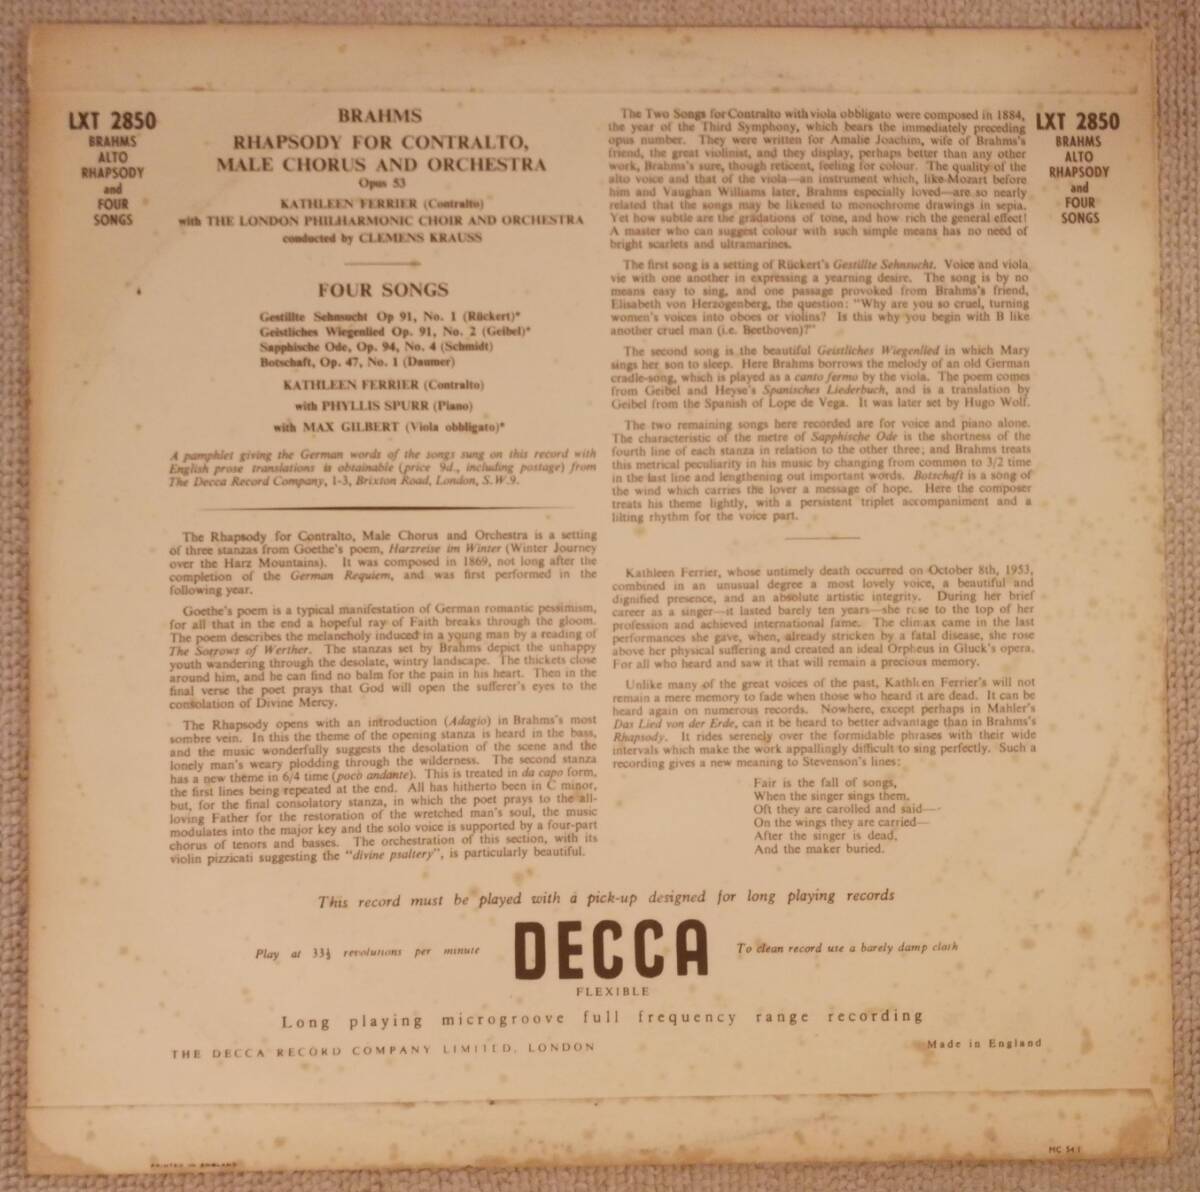 LXT 2850
BRAHMS
ALTO
RHAPSODY
and
FOUR
SONGS
BRAHMS
RHAPSODY FOR CONTRALTO,
MALE CHORUS AND ORCHESTRA
Opus 53
KATHLEEN FERRIER (Contralto)
with THE LONDON PHILHARMONIC CHOIR AND ORCHESTRA
conducted by CLEMENS KRAUSS
FOUR SONGS
Gestillte Sehnsucht Op 91, No. 1 (Rückert)*
Geistliches Wiegenlied Op. 91, No. 2 (Geibel)*
Sapphische Ode, Op. 94, No. 4 (Schmidt)
Botschaft, Op. 47, No. 1 (Daumer)
KATHLEEN FERRIER (Contralto)
with PHYLLIS SPURR (Piano)
with MAX GILBERT (Viola obbligato)*
A pamphlet giving the German words of the songs sung on this record with
English prose translations is obtainable (price 9d., including postage) from
The Decca Record Company, 1-3, Brixton Road, London, S.W.9.
The Rhapsody for Contralto, Male Chorus and Orchestra is a setting
of three stanzas from Goethe's poem, Harzreise im Winter (Winter Journey
over the Harz Mountains). It was composed in 1869, not long after the
completion of the German Requiem, and was first performed in the
following year.
Goethe's poem is a typical manifestation of German romantic pessimism,
for all that in the end a hopeful ray of Faith breaks through the gloom.
The poem describes the melancholy induced in a young man by a reading of
The Sorrows of Werther. The stanzas set by Brahms depict the unhappy
youth wandering through the desolate, wintry landscape. The thickets close
around him, and he can find no balm for the pain in his heart. Then in the
final verse the poet prays that God will open the sufferer's eyes to the
consolation of Divine Mercy.
The Rhapsody opens with an introduction (Adagio) in Brahms's most
sombre vein. In this the theme of the opening stanza is heard in the bass,
and the music wonderfully suggests the desolation of the scene and the
lonely man's weary plodding through the wilderness. The second stanza
has a new theme in 6/4 time (poco andante). This is treated in da capo form,
the first lines being repeated at the end. All has hitherto been in C minor,
but, for the final consolatory stanza, in which the poet prays to the all-
loving Father for the restoration of the wretched man's soul, the music
modulates into the major key and the solo voice is supported by a four-part
chorus of tenors and basses. The orchestration of this section, with its
violin pizzicati suggesting the "divine psaltery", is particularly beautiful.
The Two Songs for Contralto with viola obbligato were composed in 1884,
the year of the Third Symphony, which bears the immediately preceding
opus number. They were written for Amalie Joachim, wife of Brahms's
friend, the great violinist, and they display, perhaps better than any other
work, Brahms's sure, though reticent, feeling for colour. The quality of the
alto voice and that of the viola—an instrument which, like Mozart before
him and Vaughan Williams later, Brahms especially loved—are so nearly
related that the songs may be likened to monochrome drawings in sepia.
Yet how subtle are the gradations of tone, and how rich the general effect!
A master who can suggest colour with such simple means has no need of
bright scarlets and ultramarines.
The first song is a setting of Rückert's Gestillte Sehnsucht. Voice and viola
vie with one another in expressing a yearning desire. The song is by no
means easy to sing, and one passage provoked from Brahms's friend,
Elisabeth von Herzogenberg, the question: "Why are you so cruel, turning
women's voices into oboes or violins? Is this why you begin with B like
another cruel man (i.e. Beethoven)?"
The second song is the beautiful Geistliches Wiegenlied in which Mary
sings her son to sleep. Here Brahms borrows the melody of an old German
cradle-song, which is played as a canto fermo by the viola. The poem comes
from Geibel and Heyse's Spanisches Liederbuch, and is a translation by
Geibel from the Spanish of Lope de Vega. It was later set by Hugo Wolf.
The two remaining songs here recorded are for voice and piano alone.
The characteristic of the metre of Sapphische Ode is the shortness of the
fourth line of each stanza in relation to the other three; and Brahms treats
this metrical peculiarity in his music by changing from common to 3/2 time
in the last line and lengthening out important words. Botschaft is a song of
the wind which carries the lover a message of hope. Here the composer
treats his theme lightly, with a persistent triplet accompaniment and a
lilting rhythm for the voice part.
Kathleen Ferrier, whose untimely death occurred on October 8th, 1953,
combined in an unusual degree a most lovely voice, a beautiful and
dignified presence, and an absolute artistic integrity. During her brief
career as a singer—it lasted barely ten years—she rose to the top of her
profession and achieved international fame. The climax came in the last
performances she gave, when, already stricken by a fatal disease, she rose
above her physical suffering and created an ideal Orpheus in Gluck's opera.
For all who heard and saw it that will remain a precious memory.
Unlike many of the great voices of the past, Kathleen Ferrier's will not
remain a mere memory to fade when those who heard it are dead. It can be
heard again on numerous records. Nowhere, except perhaps in Mahler's
Das Lied von der Erde, can it be heard to better advantage than in Brahms's
Rhapsody. It rides serenely over the formidable phrases with their wide
intervals which make the work appallingly difficult to sing perfectly. Such a
recording gives a new meaning to Stevenson's lines:
Fair is the fall of songs,
When the singer sings them,
Oft they are carolled and said—
On the wings they are carried—
After the singer is dead,
And the maker buried.
LXT 2850
BRAHMS
ALTO
RHAPSODY
and
FOUR
SONGS
This record must be played with a pick-up designed for long playing records
Play at 33⅓ revolutions per minute
DECCA
To clean record use a barely damp cloth
FLEXIBLE
Long playing microgroove full frequency range recording
THE DECCA RECORD COMPANY LIMITED, LONDON
Made in England
PRINTED IN ENGLAND